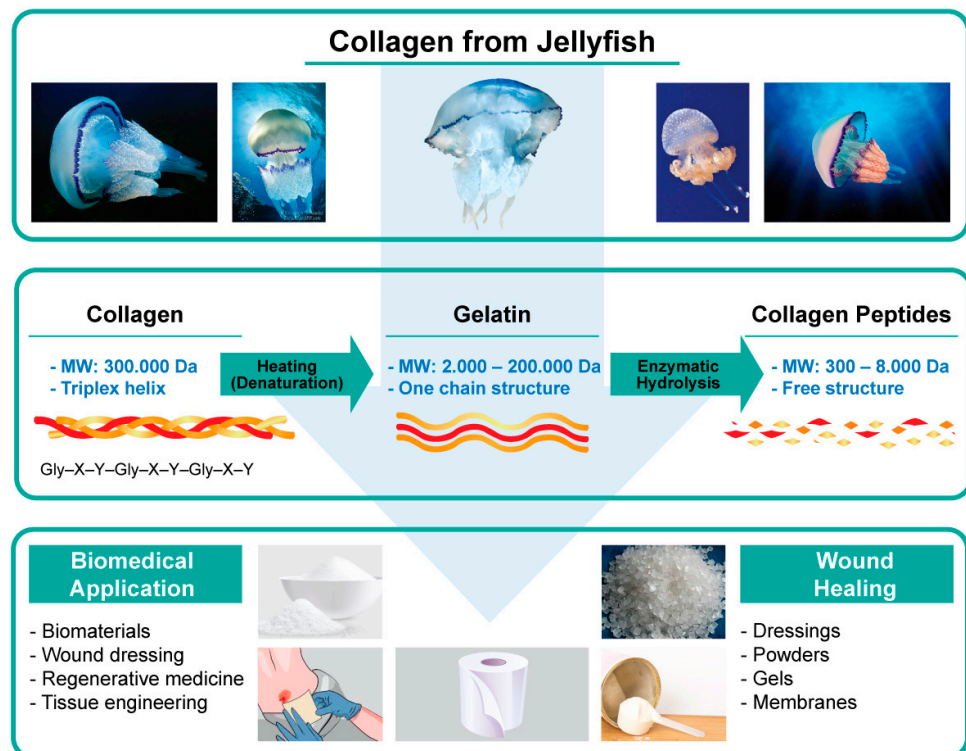 Collagen from Jellyfish
Collagen
- MW: 300.000 Da
- Triplex helix
Gly–X–Y–Gly–X–Y–Gly–X–Y
Heating
(Denaturation)
Gelatin
- MW: 2.000 – 200.000 Da
- One chain structure
Enzymatic
Hydrolysis
Collagen Peptides
- MW: 300 – 8.000 Da
- Free structure
Biomedical
Application
- Biomaterials
- Wound dressing
- Regenerative medicine
- Tissue engineering
Wound
Healing
- Dressings
- Powders
- Gels
- Membranes